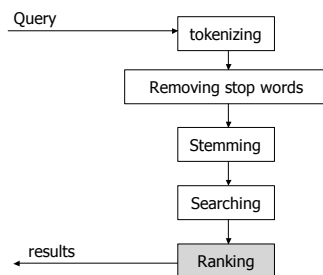 Query
tokenizing
Removing stop words
Stemming
Searching
results
Ranking